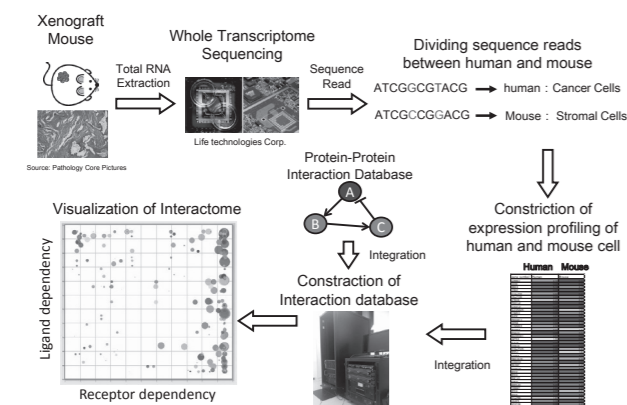 Xenograft
Mouse
Source: Pathology Core Pictures
Total RNA
Extraction
Whole Transcriptome
Sequencing
Life technologies Corp.
Sequence
Read
Dividing sequence reads
between human and mouse
ATCGGCGTACG → human : Cancer Cells
ATCGCCGGACG → Mouse : Stromal Cells
Constriction of
expression profiling of
human and mouse cell
Human Mouse
Integration
Protein-Protein
Interaction Database
A
B
C
Integration
Constraction of
Interaction database
Visualization of Interactome
Ligand dependency
Receptor dependency